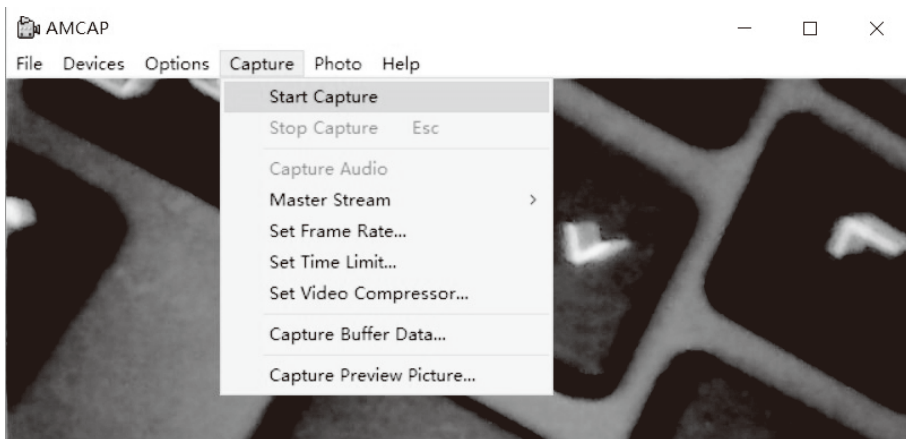 AMCAP
File Devices Options Capture Photo Help
Start Capture
Stop Capture Esc
Capture Audio
Master Stream
Set Frame Rate...
Set Time Limit...
Set Video Compressor...
Capture Buffer Data...
Capture Preview Picture...